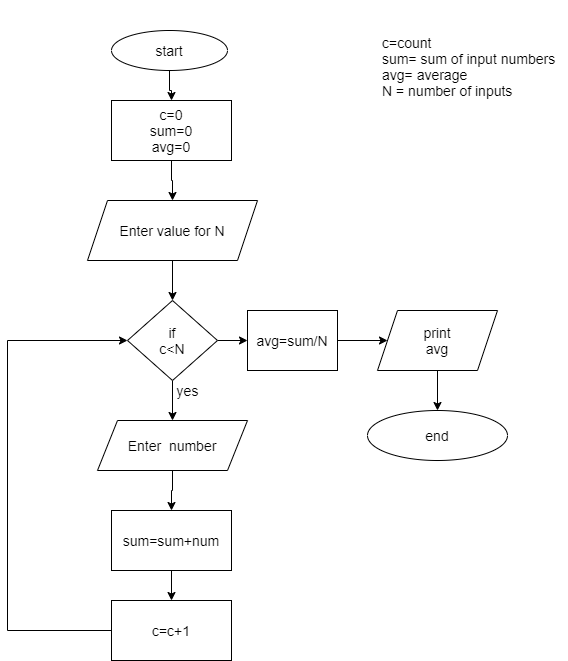 start
c=count
sum= sum of input numbers
avg= average
N = number of inputs
c=0
sum=0
avg=0
Enter value for N
if
c<N
avg=sum/N
print
avg
yes
Enter number
end
sum=sum+num
c=c+1